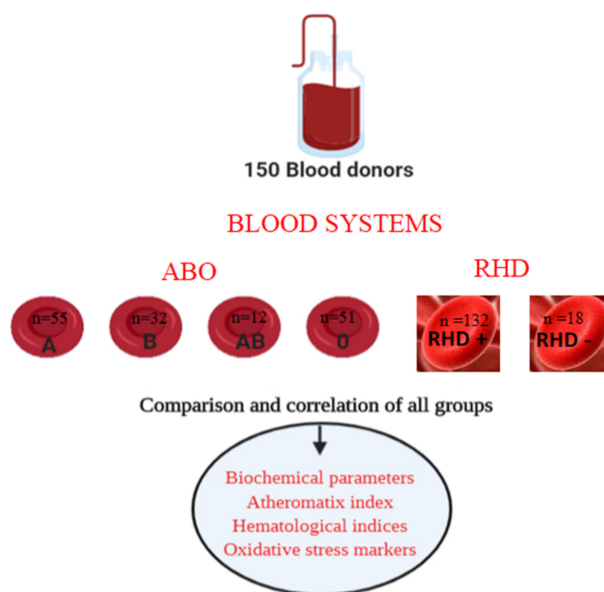 150 Blood donors
BLOOD SYSTEMS
ABO
RHD
n=55
A
n=32
B
n=12
AB
n=51
0
n =132
RHD +
n=18
RHD -
Comparison and correlation of all groups
Biochemical parameters
Atheromatix index
Hematological indices
Oxidative stress markers